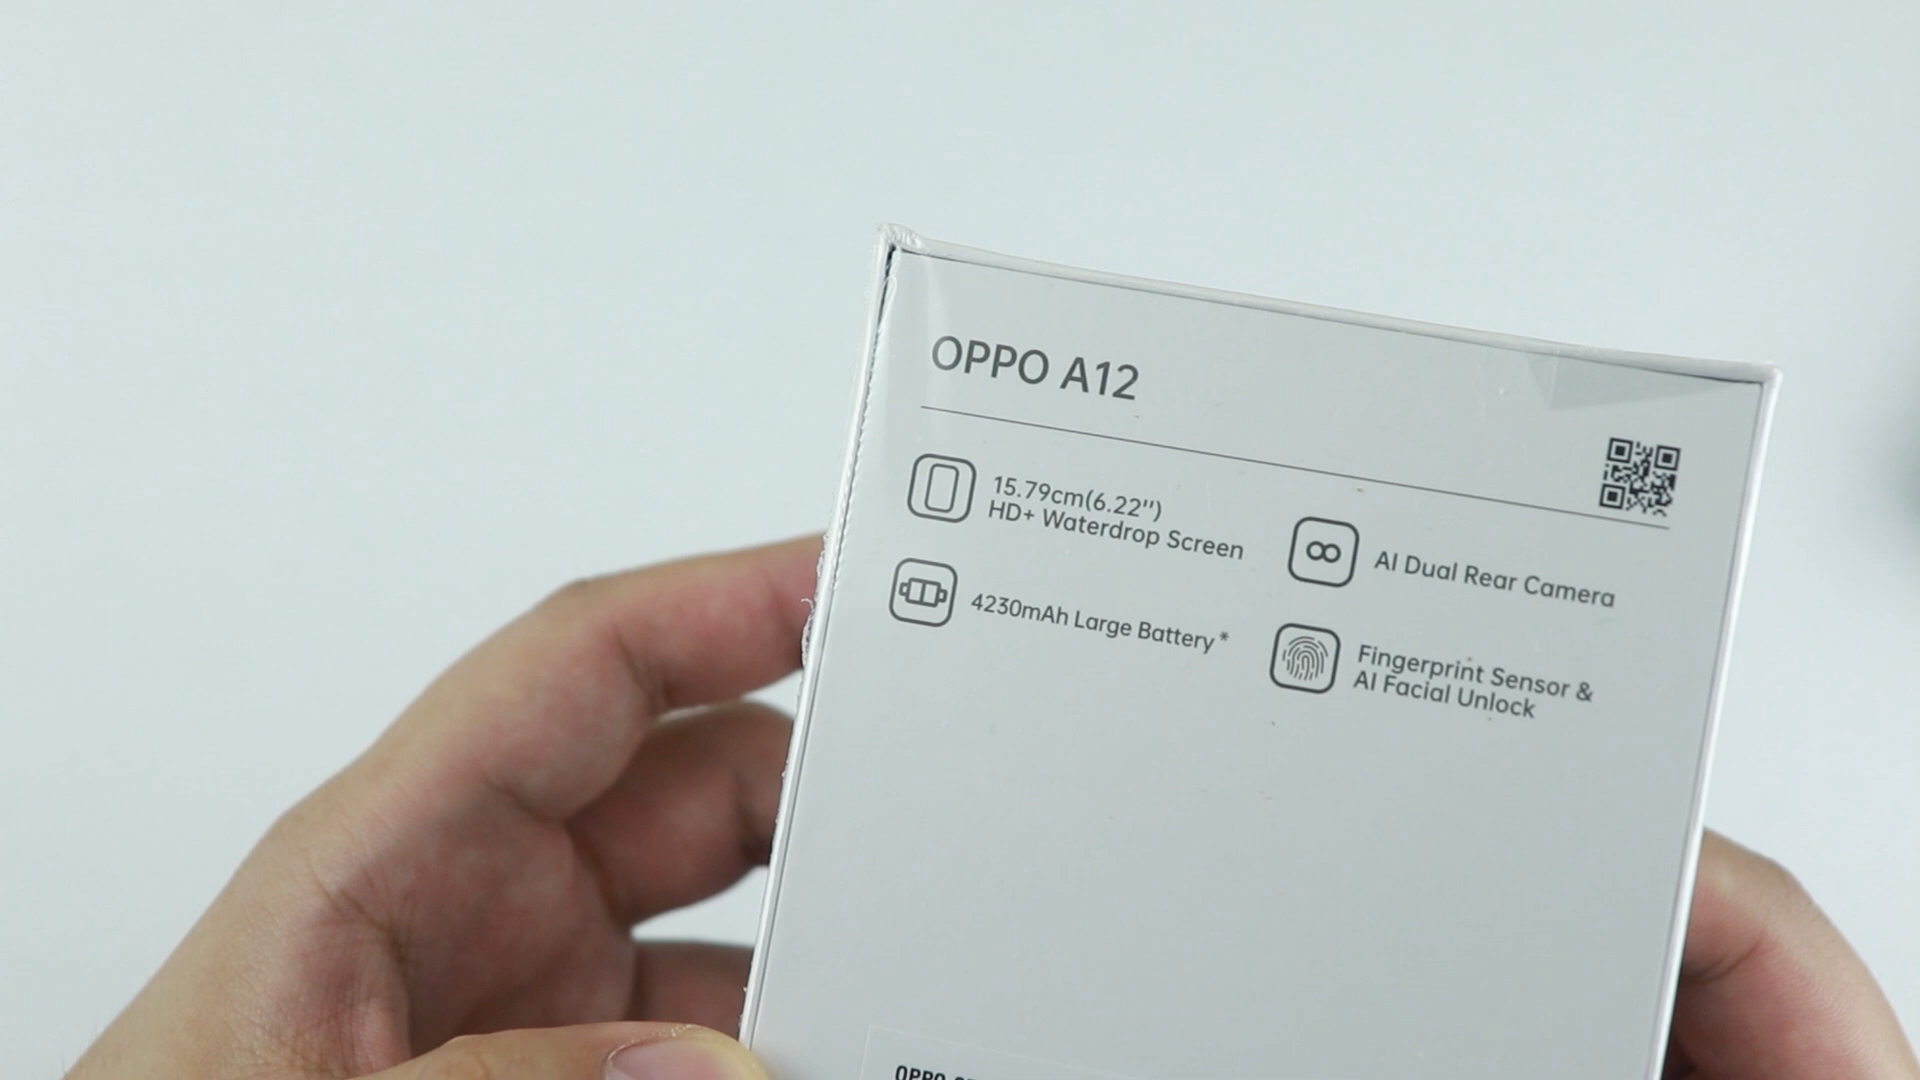 OPPO A12
15.79cm(6.22'')
HD+ Waterdrop Screen
AI Dual Rear Camera
4230mAh Large Battery*
Fingerprint Sensor &
AI Facial Unlock
OPPO